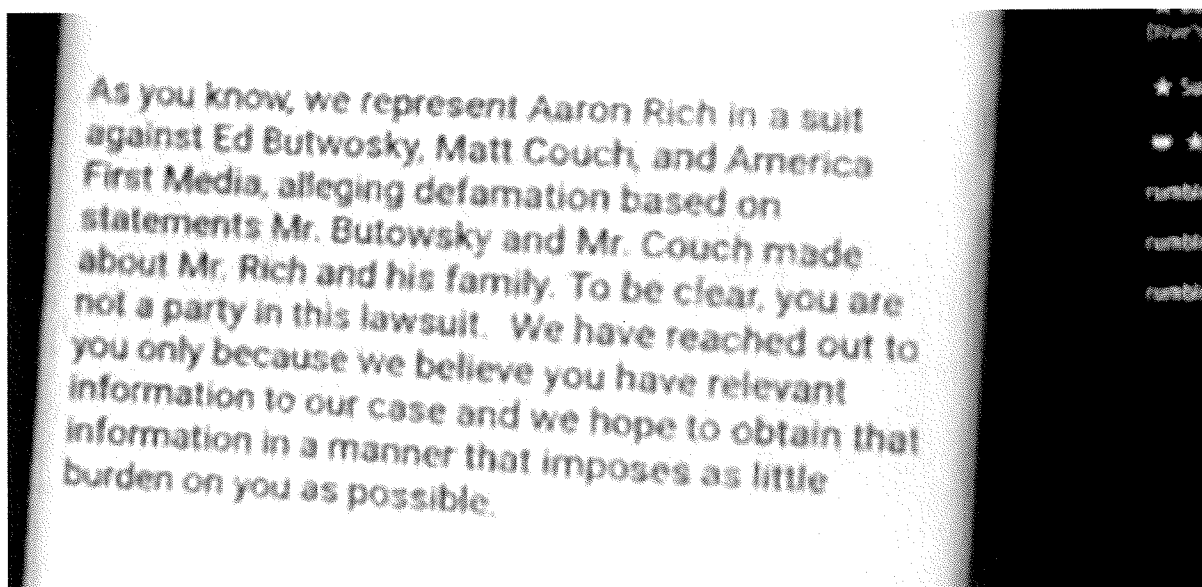 As you know, we represent Aaron Rich in a suit
against Ed Butwosky, Matt Couch, and America
First Media, alleging defamation based on
statements Mr. Butowsky and Mr. Couch made
about Mr. Rich and his family. To be clear, you are
not a party in this lawsuit. We have reached out to
you only because we believe you have relevant
information to our case and we hope to obtain that
information in a manner that imposes as little
burden on you as possible.
★
★
rumble
rumble
rumble